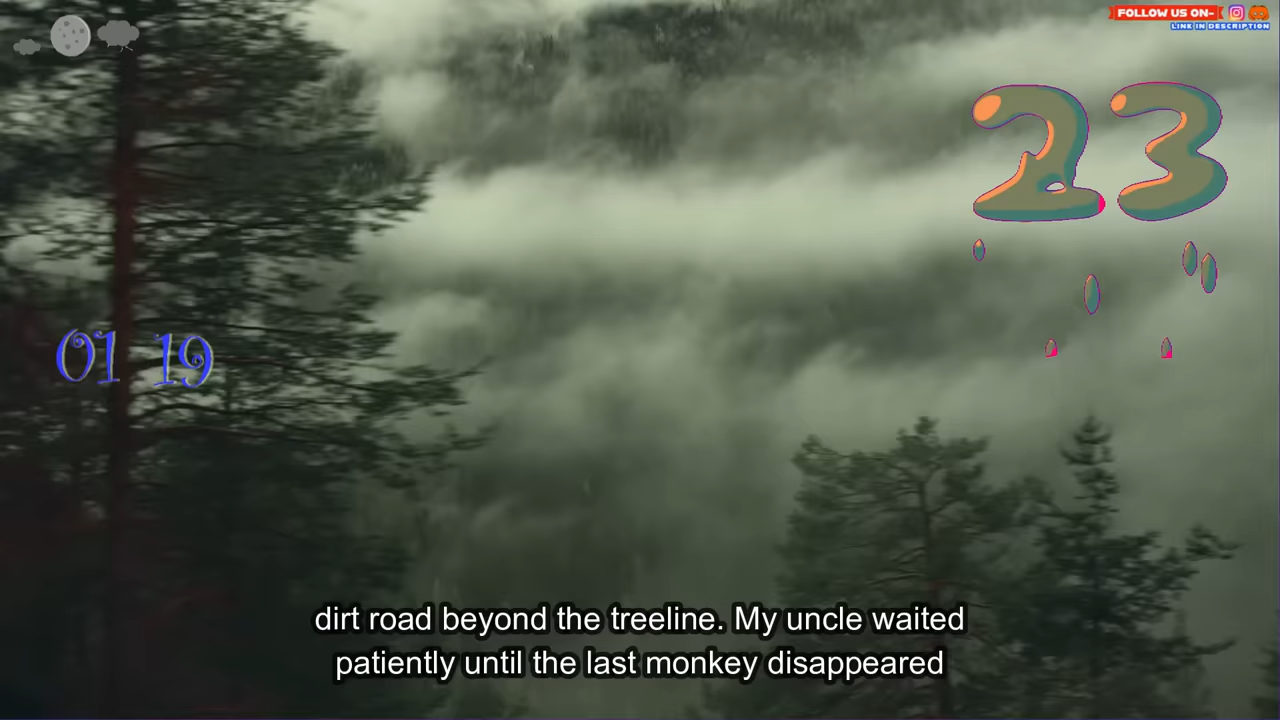 FOLLOW US ON-
LINK IN DESCRIPTION
23
01 19
dirt road beyond the treeline. My uncle waited
patiently until the last monkey disappeared